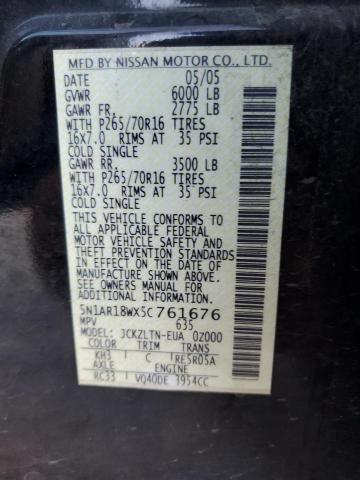 MFD BY NISSAN MOTOR CO., LTD.
DATE 05/05
GVWR 6000 LB
GAWR FR. 2775 LB
WITH P265/70R16 TIRES
16X7.0 RIMS AT 35 PSI
COLD SINGLE
GAWR RR. 3500 LB
WITH P265/70R16 TIRES
16X7.0 RIMS AT 35 PSI
COLD SINGLE
THIS VEHICLE CONFORMS TO
ALL APPLICABLE FEDERAL
MOTOR VEHICLE SAFETY AND
THEFT PREVENTION STANDARDS
IN EFFECT ON THE DATE OF
MANUFACTURE SHOWN ABOVE.
SEE OWNERS MANUAL FOR
ADDITIONAL INFORMATION.
5N1AR18WX5C761676
MPV 635
MODEL: JCKZLTN-EUA 0Z000
COLOR TRIM TRANS
KH3 C RE5R05A
AXLE ENGINE
RC33 VQ40DE 3954CC